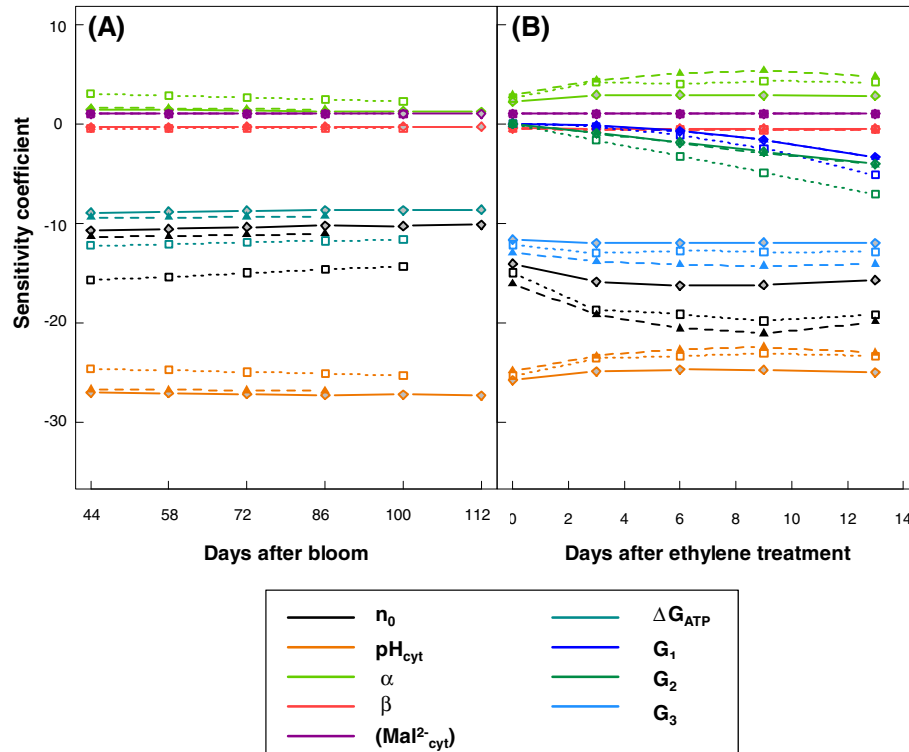 (A) (B)
10
0
-10
-20
-30
Sensitivity coefficient
44 58 72 86 100 112 0 2 4 6 8 10 12 14
Days after bloom Days after ethylene treatment
n0 ΔGATP
pHcyt G1
α G2
β G3
(Mal2-cyt)